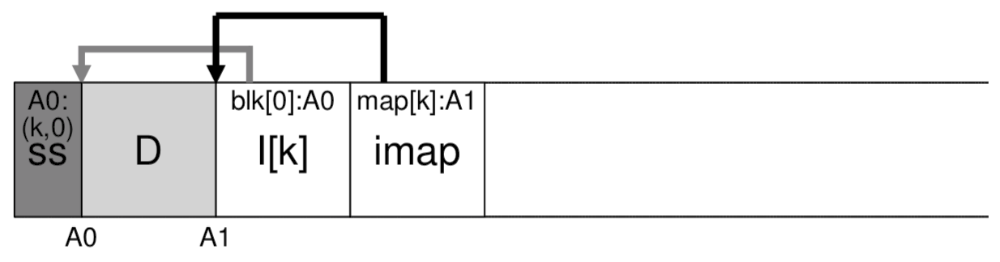 A0:
(k,0)
SS
D
blk[0]:A0
I[k]
map[k]:A1
imap
A0
A1